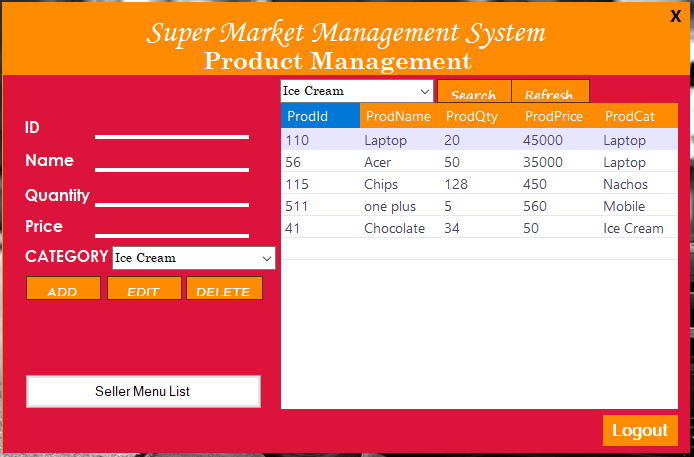 X
Super Market Management System
Product Management
Ice Cream Search Refresh
ID
Name
Quantity
Price
CATEGORY Ice Cream
ADD EDIT DELETE
Seller Menu List
ProdId ProdName ProdQty ProdPrice ProdCat
110 Laptop 20 45000 Laptop
56 Acer 50 35000 Laptop
115 Chips 128 450 Nachos
511 one plus 5 560 Mobile
41 Chocolate 34 50 Ice Cream
Logout